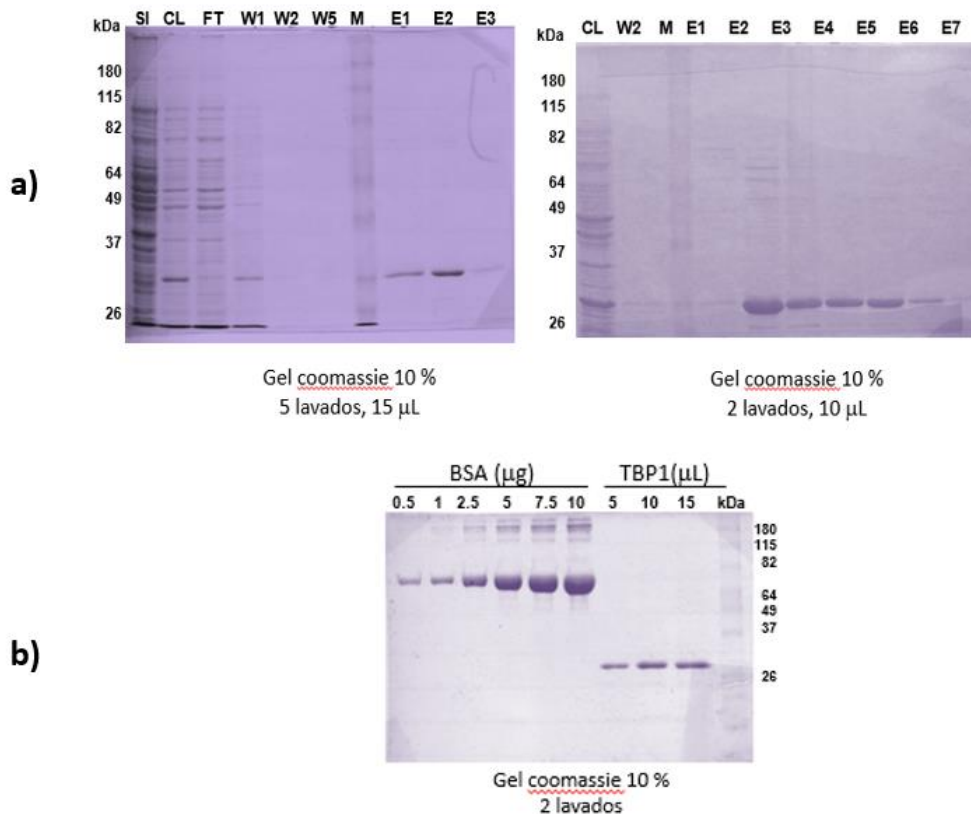 a)
SI CL FT W1 W2 W5 M E1 E2 E3
kDa
180
115
82
64
49
37
26
Gel coomassie 10 %
5 lavados, 15 µL
CL W2 M E1 E2 E3 E4 E5 E6 E7
kDa
180
115
82
64
49
37
26
Gel coomassie 10 %
2 lavados, 10 µL
b)
BSA (µg) TBP1(µL)
0.5 1 2.5 5 7.5 10 5 10 15 kDa
180
115
82
64
49
37
26
Gel coomassie 10 %
2 lavados